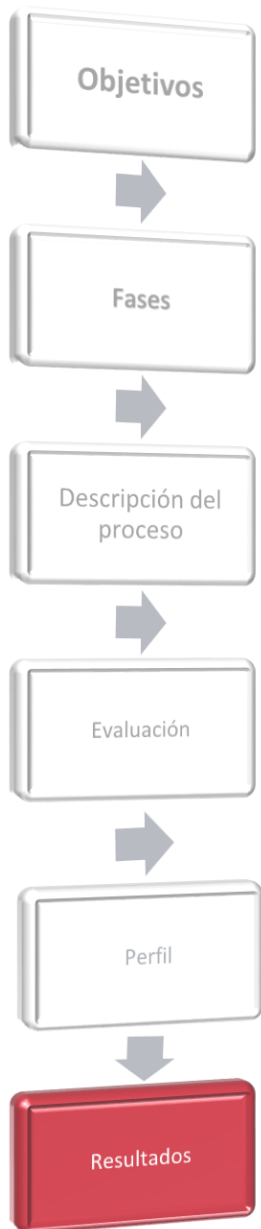 Objetivos
Fases
Descripción del
proceso
Evaluación
Perfil
Resultados